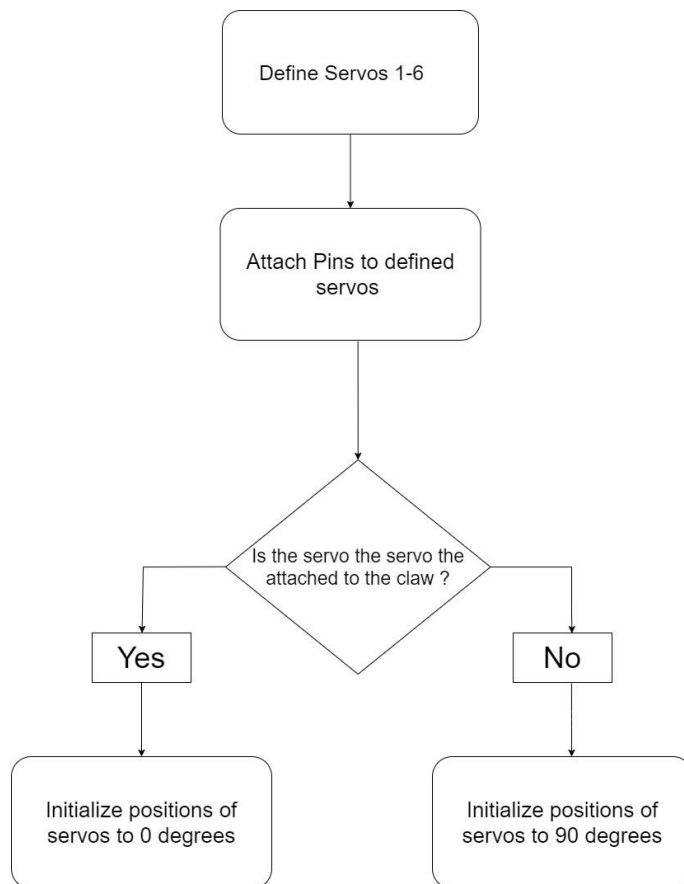 Define Servos 1-6
Attach Pins to defined
servos
Is the servo the servo the
attached to the claw ?
Yes
No
Initialize positions of
servos to 0 degrees
Initialize positions of
servos to 90 degrees